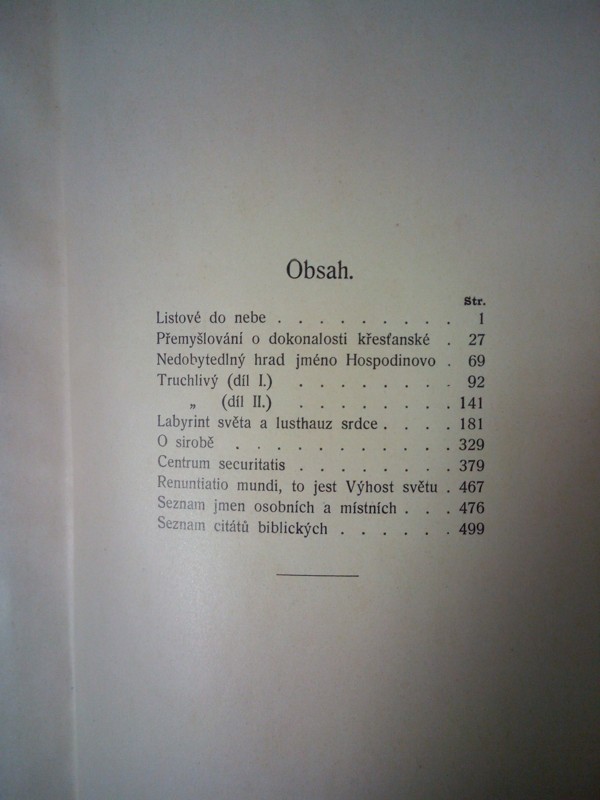 Obsah.
Str.
Listové do nebe . . . . . . . . . 1
Přemyšlování o dokonalosti křesťanské . 27
Nedobytedlný hrad jméno Hospodinovo . 69
Truchlivý (díl I.) . . . . . . . . 92
„ (díl II.) . . . . . . . . 141
Labyrint světa a lusthauz srdce . . . . 181
O sirobě . . . . . . . . . . . 329
Centrum securitatis . . . . . . . . 379
Renuntiatio mundi, to jest Výhost světu . 467
Seznam jmen osobních a místních . . . 476
Seznam citátů biblických . . . . . . 499